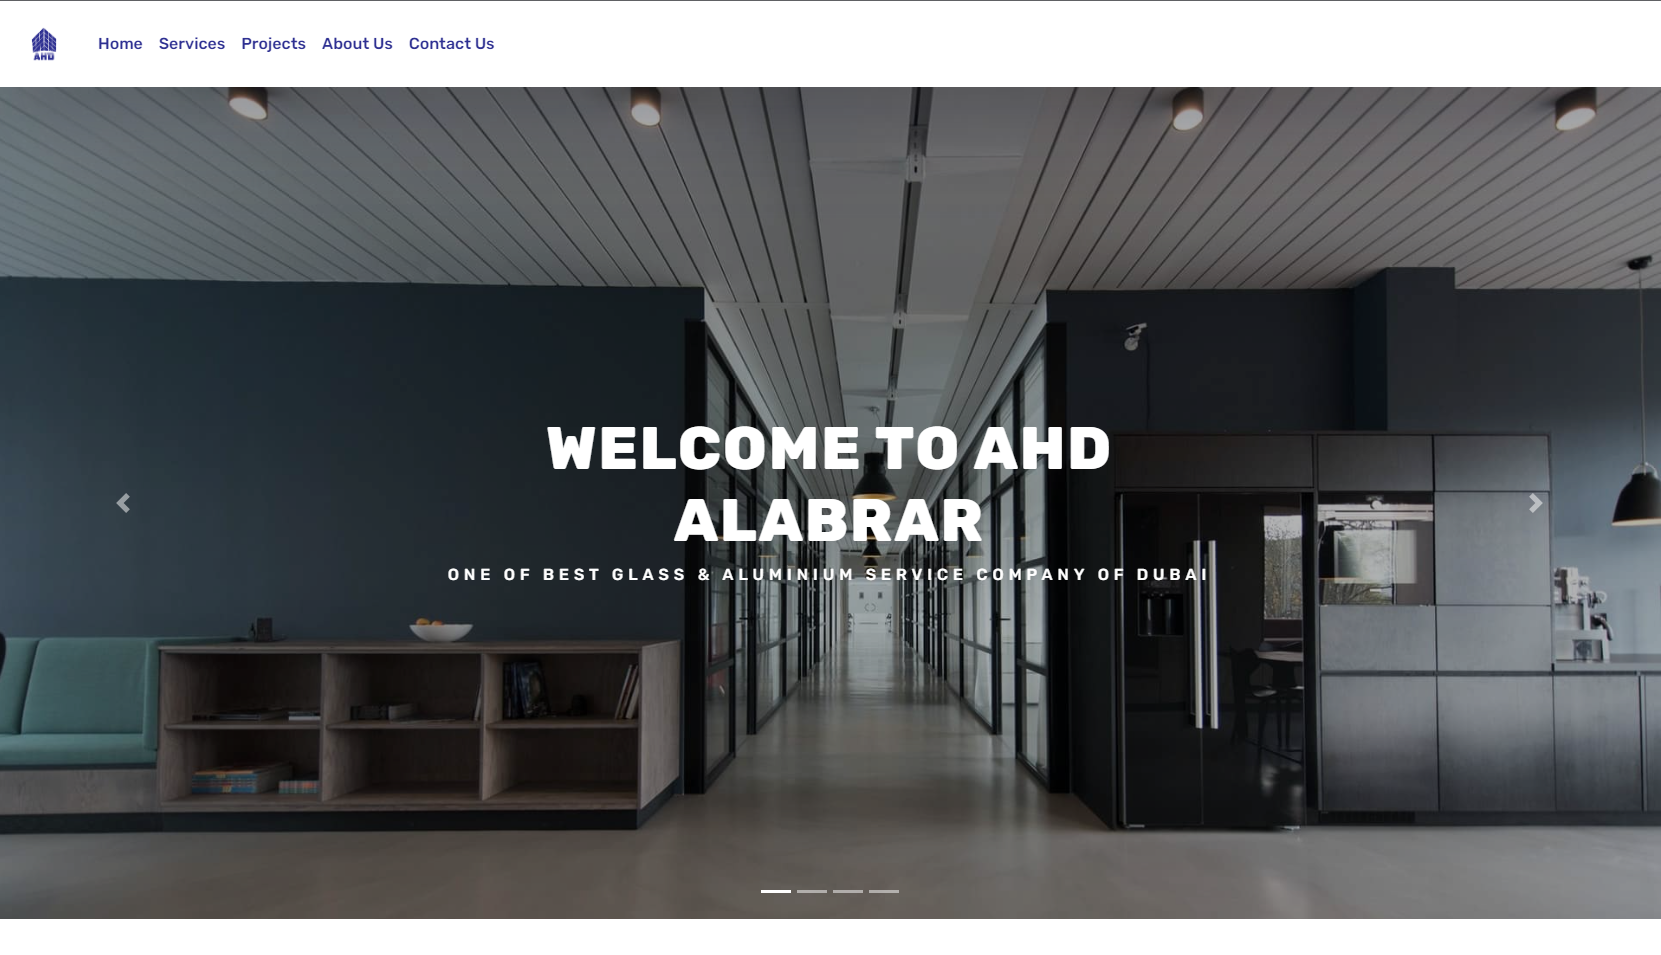 AHD
Home Services Projects About Us Contact Us
WELCOME TO AHD
ALABRAR
ONE OF BEST GLASS & ALUMINIUM SERVICE COMPANY OF DUBAI